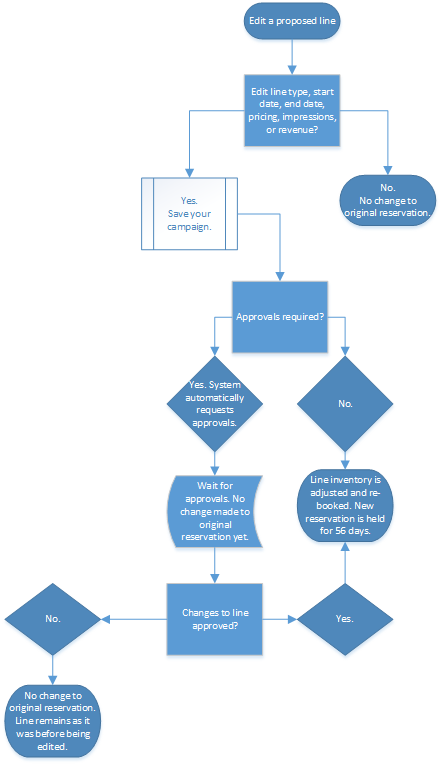 Edit a proposed line
Edit line type, start
date, end date,
pricing, impressions,
or revenue?
No.
No change to
original reservation.
Yes.
Save your
campaign.
Approvals required?
Yes. System
automatically
requests
approvals.
No.
Wait for
approvals. No
change made to
original
reservation yet.
Line inventory is
adjusted and re-
booked. New
reservation is held
for 56 days.
No.
Changes to line
approved?
Yes.
No change to
original reservation.
Line remains as it
was before being
edited.